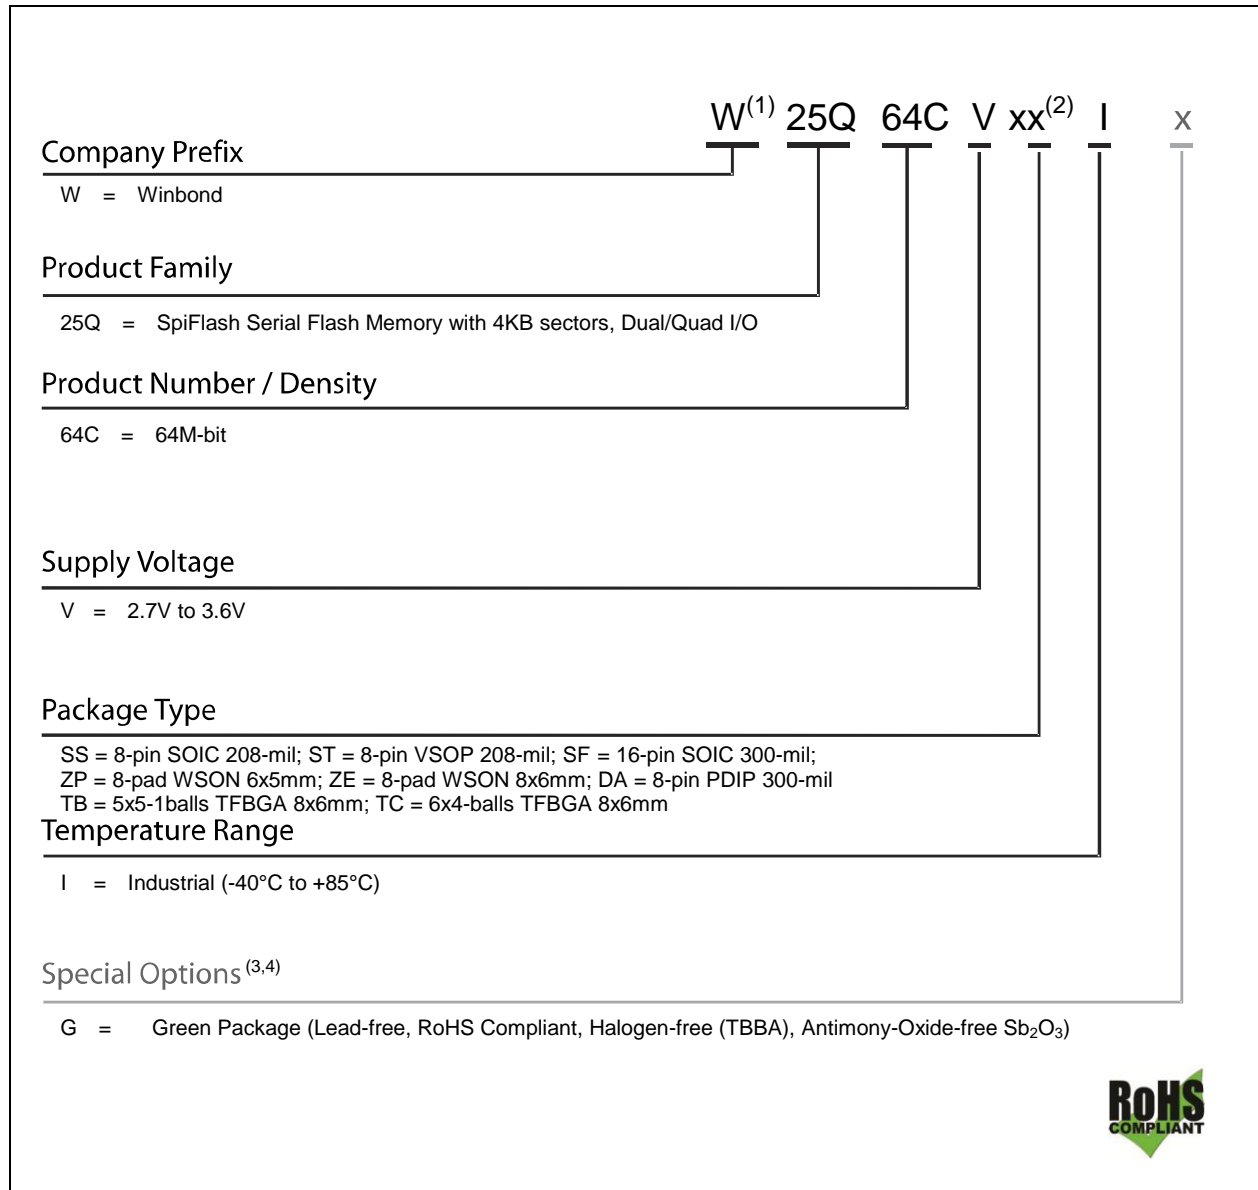 W(1) 25Q 64C V xx(2) I x
Company Prefix
W = Winbond
Product Family
25Q = SpiFlash Serial Flash Memory with 4KB sectors, Dual/Quad I/O
Product Number / Density
64C = 64M-bit
Supply Voltage
V = 2.7V to 3.6V
Package Type
SS = 8-pin SOIC 208-mil; ST = 8-pin VSOP 208-mil; SF = 16-pin SOIC 300-mil;
ZP = 8-pad WSON 6x5mm; ZE = 8-pad WSON 8x6mm; DA = 8-pin PDIP 300-mil
TB = 5x5-1balls TFBGA 8x6mm; TC = 6x4-balls TFBGA 8x6mm
Temperature Range
I = Industrial (-40°C to +85°C)
Special Options (3,4)
G = Green Package (Lead-free, RoHS Compliant, Halogen-free (TBBA), Antimony-Oxide-free Sb2O3)
RoHS
COMPLIANT